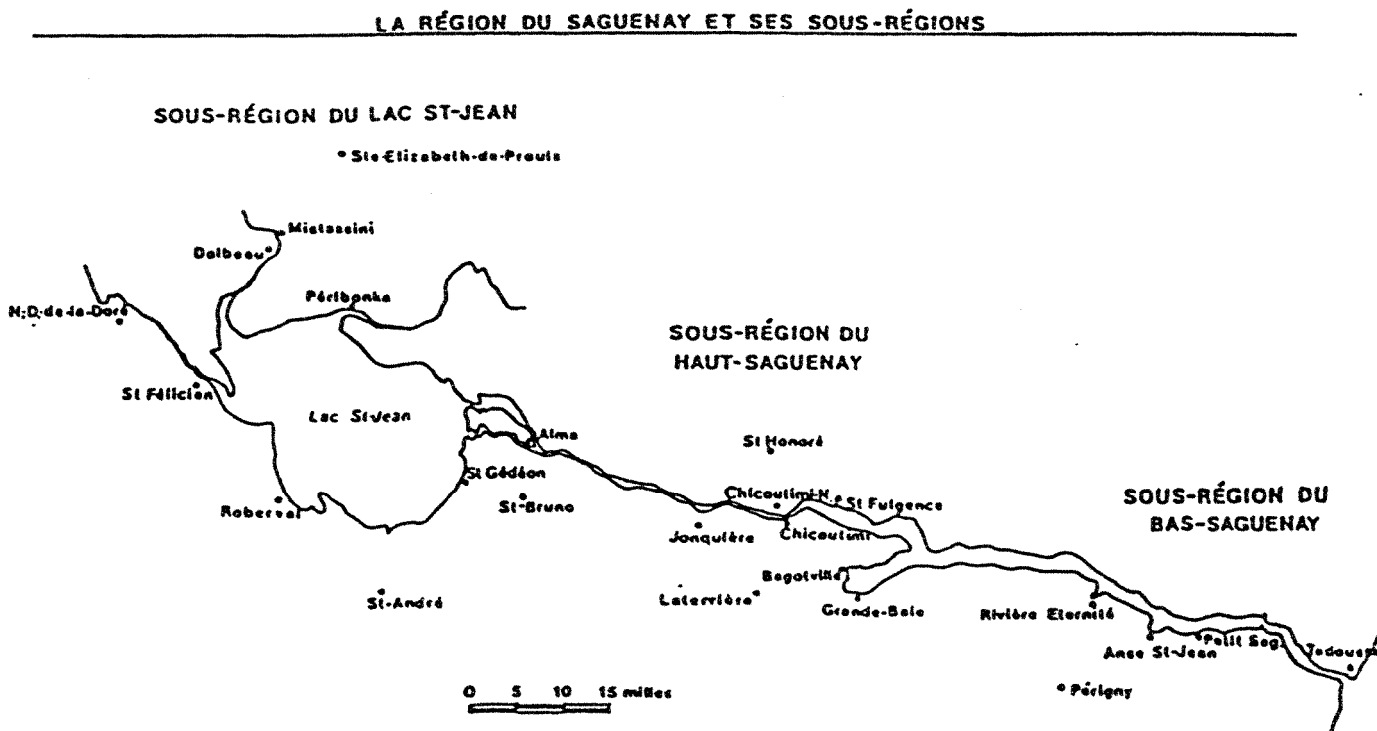 LA RÉGION DU SAGUENAY ET SES SOUS-RÉGIONS
SOUS-RÉGION DU LAC ST-JEAN
Ste-Elizabeth-de-Proulx
Mistassini
Dolbeau
Péribonka
N.D.-de-la-Doré
SOUS-RÉGION DU
HAUT-SAGUENAY
St Félicien
Lac St-Jean
Alma
St Honoré
St Gédéon
Roberval
St-Bruno
Chicoutimi-N.
St Fulgence
SOUS-RÉGION DU
BAS-SAGUENAY
Jonquière
Chicoutimi
Bagotville
St-André
Laterrière
Grande-Baie
Rivière Eternité
Anse St-Jean
Petit Sag.
Périgny
0 5 10 15 milles